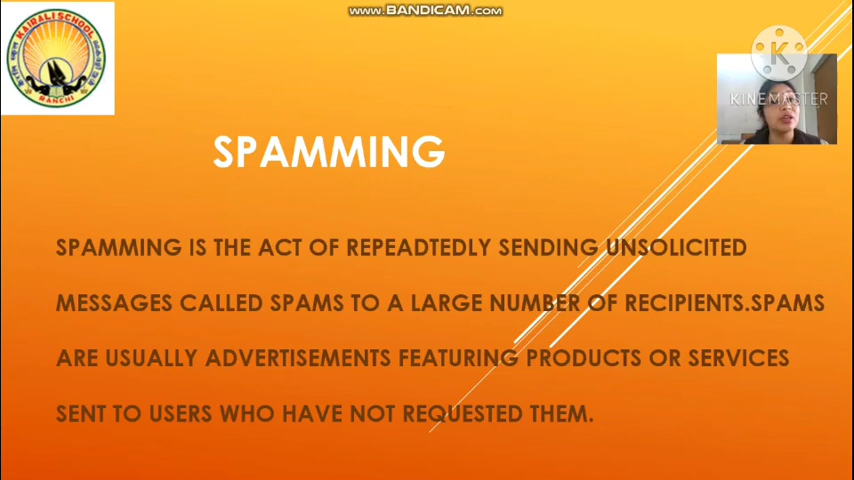 www.BANDICAM.com
KAIRALI SCHOOL
RANCHI
K
KINEMASTER
SPAMMING
SPAMMING IS THE ACT OF REPEADTEDLY SENDING UNSOLICITED
MESSAGES CALLED SPAMS TO A LARGE NUMBER OF RECIPIENTS.SPAMS
ARE USUALLY ADVERTISEMENTS FEATURING PRODUCTS OR SERVICES
SENT TO USERS WHO HAVE NOT REQUESTED THEM.